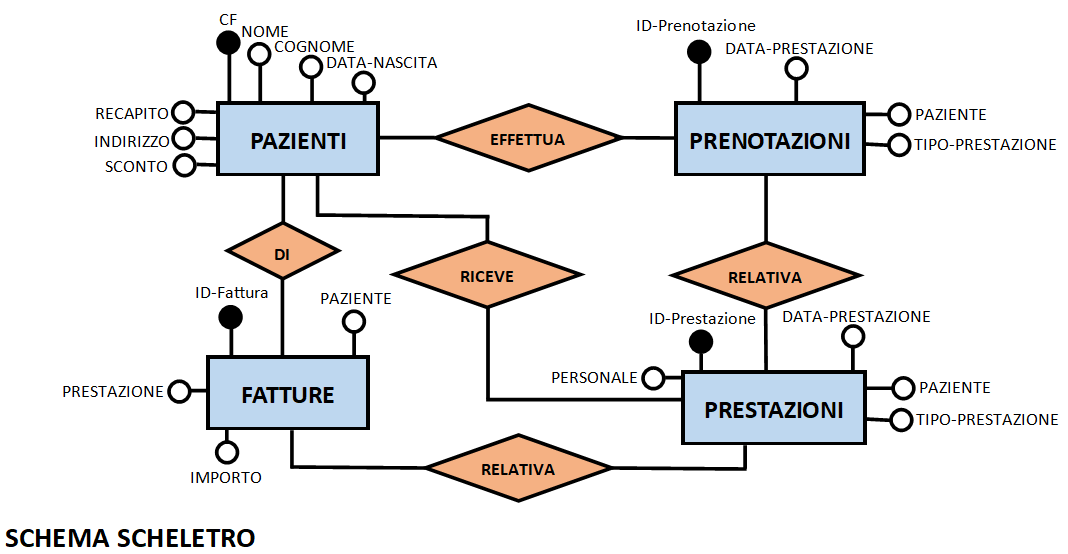 CF
NOME
COGNOME
DATA-NASCITA
RECAPITO
INDIRIZZO
SCONTO
PAZIENTI
EFFETTUA
ID-Prenotazione
DATA-PRESTAZIONE
PRENOTAZIONI
PAZIENTE
TIPO-PRESTAZIONE
DI
RICEVE
RELATIVA
ID-Fattura
PAZIENTE
PRESTAZIONE
FATTURE
IMPORTO
ID-Prestazione
DATA-PRESTAZIONE
PERSONALE
PRESTAZIONI
PAZIENTE
TIPO-PRESTAZIONE
RELATIVA
SCHEMA SCHELETRO